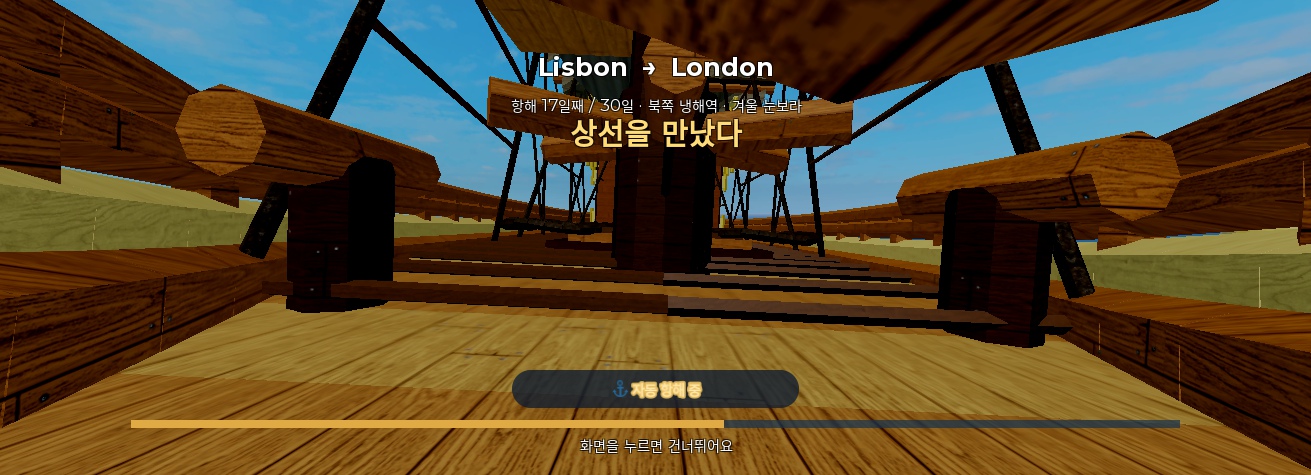 Lisbon → London
항해 17일째 / 30일 · 북쪽 냉해역 · 겨울 눈보라
상선을 만났다
⚓ 자동 항해 중
화면을 누르면 건너뛰어요